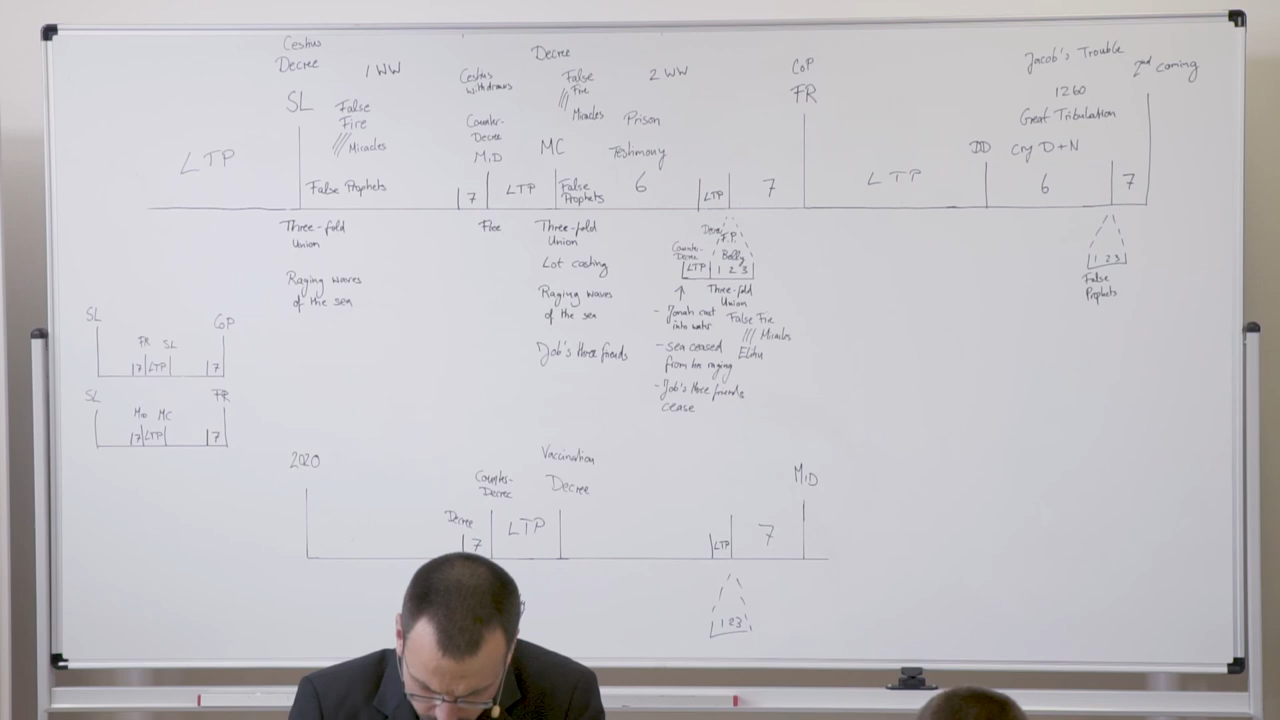 Cestius
Decree
1 WW
SL
False
Fire
/// Miracles
LTP
False Prophets
Cestius
withdraws
Counter-
Decree
MiD
7
LTP
Decree
False
Fire
///
Miracles
MC
False
Prophets
2 WW
Prison
Testimony
6
LTP
7
CoP
FR
LTP
DD
Jacob's Trouble
1260
Great Tribulation
Cry D+N
6
7
2nd coming
Three-fold
Union
Raging waves
of the sea
Flee
Three-fold
Union
Lot casting
Raging waves
of the sea
Job's three friends
Counter-
Decree
F.P.
Belly
LTP 1 2 3
Three-fold
Union
- Jonah cast
into water
- sea ceased
from her raging
- Job's three friends
cease
False Fire
/// Miracles
Elihu
1 2 3
False
Prophets
SL
FR SL
CoP
7 LTP
7
SL
MiD MC
FR
7 LTP
7
2020
Decree
7
Counter-
Decree
LTP
Vaccination
Decree
LTP
7
MiD
1 2 3